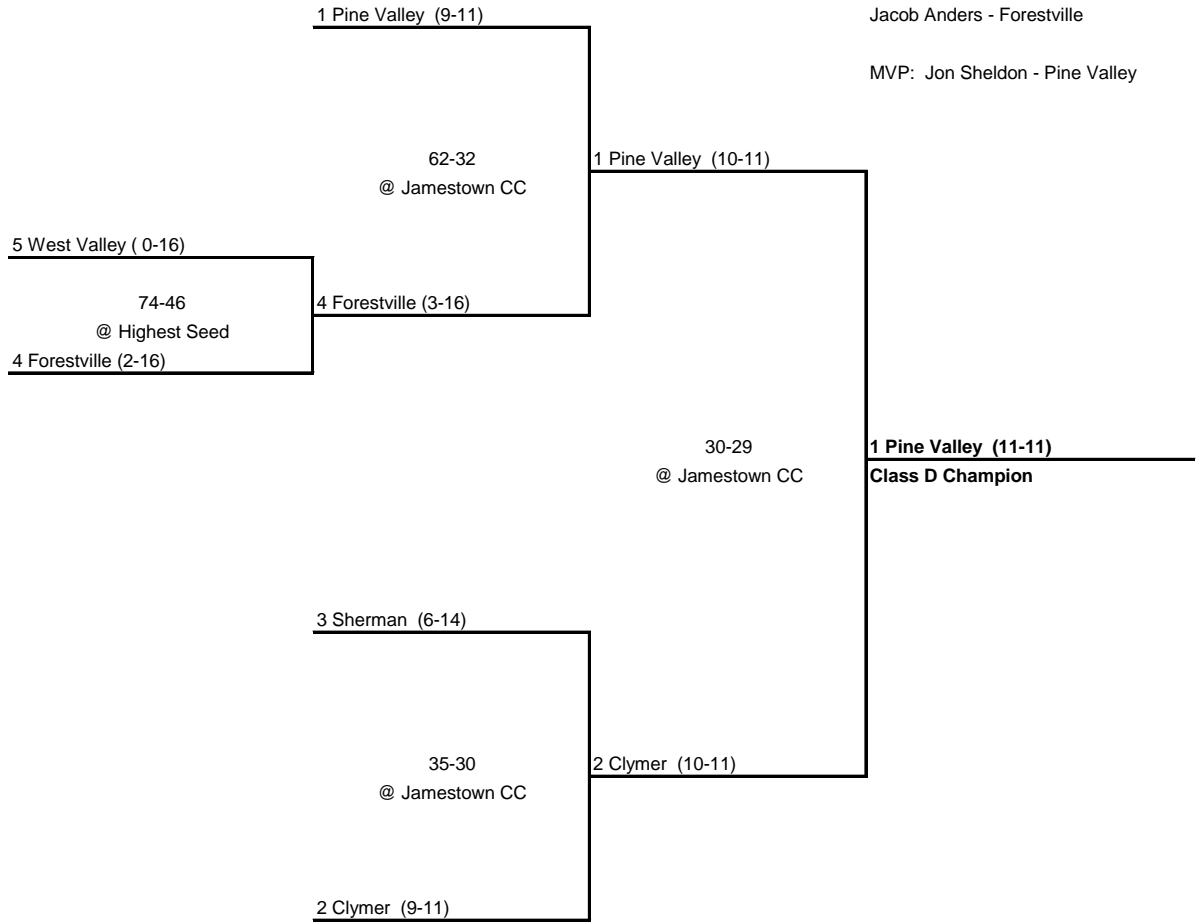 1 Pine Valley  (9-11)
Jacob Anders - Forestville
MVP:  Jon Sheldon - Pine Valley
62-32
@ Jamestown CC
1 Pine Valley  (10-11)
5 West Valley ( 0-16)
74-46
@ Highest Seed
4 Forestville (3-16)
4 Forestville (2-16)
30-29
@ Jamestown CC
1 Pine Valley  (11-11)
Class D Champion
3 Sherman  (6-14)
35-30
@ Jamestown CC
2 Clymer  (10-11)
2 Clymer  (9-11)